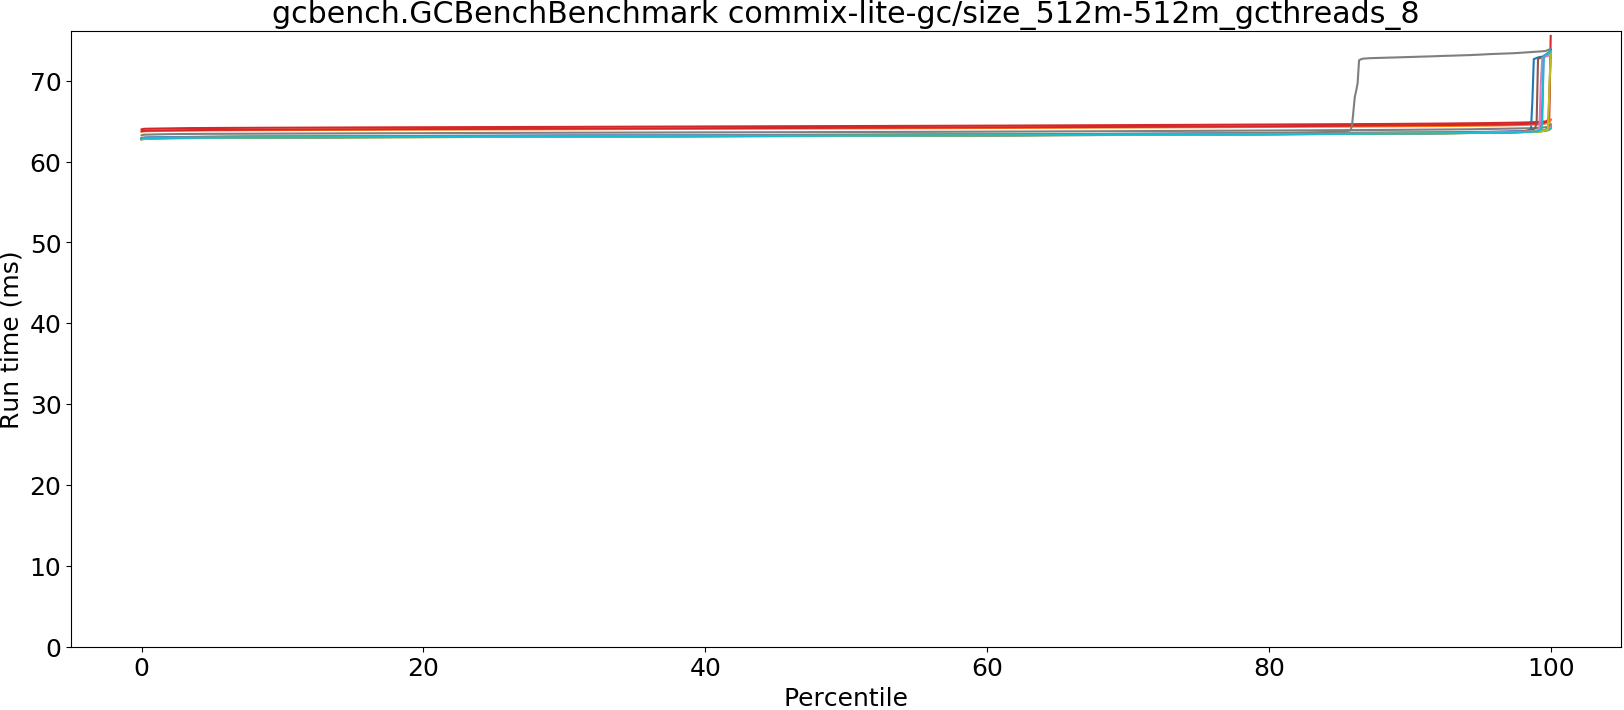 gcbench.GCBenchBenchmark commix-lite-gc/size_512m-512m_gcthreads_8
Run time (ms)
70
60
50
40
30
20
10
0
0 20 40 60 80 100
Percentile